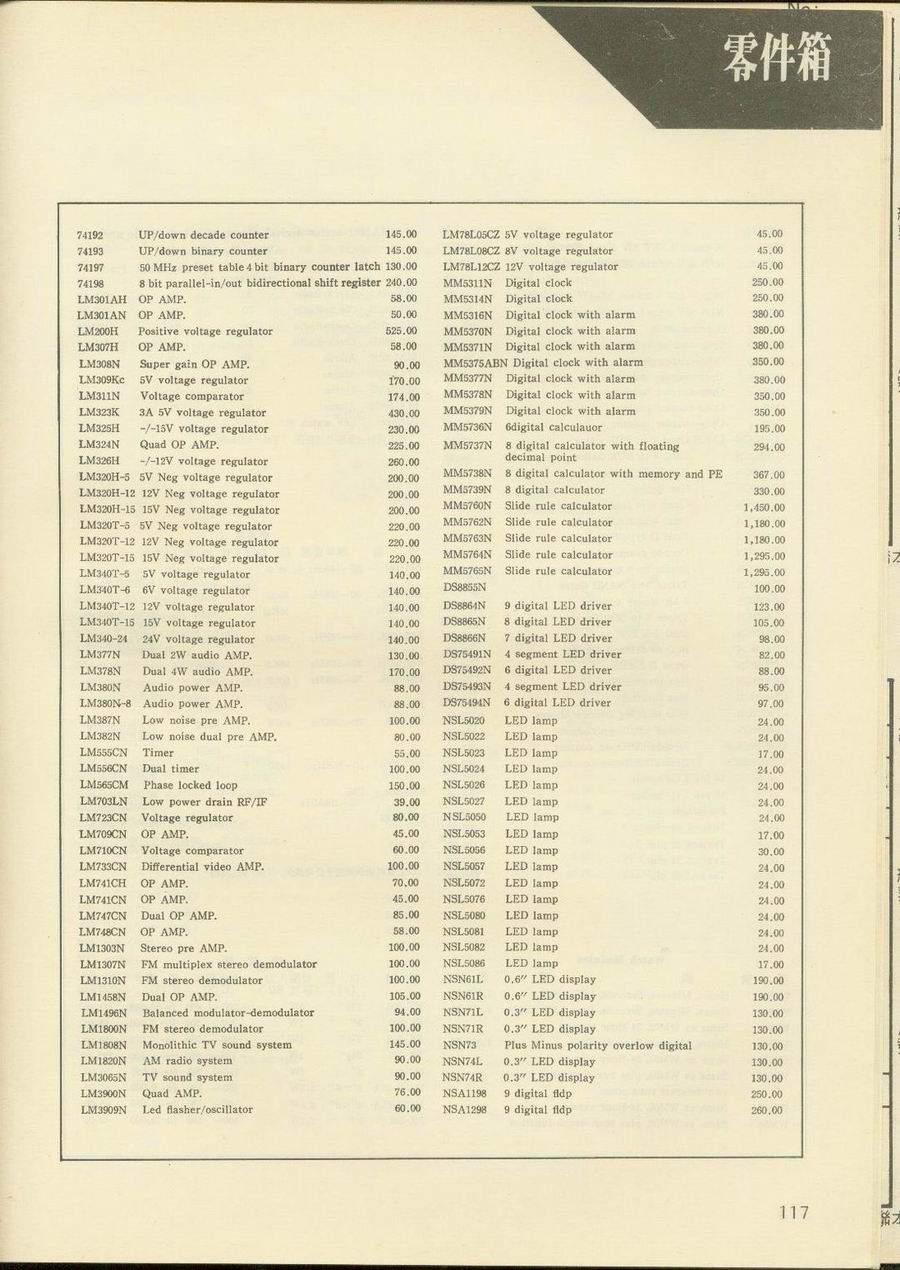 零件箱
74192 UP/down decade counter 145.00
74193 UP/down binary counter 145.00
74197 50 MHz preset table 4 bit binary counter latch 130.00
74198 8 bit parallel-in/out bidirectional shift register 240.00
LM301AH OP AMP. 58.00
LM301AN OP AMP. 50.00
LM200H Positive voltage regulator 525.00
LM307H OP AMP. 58.00
LM308N Super gain OP AMP. 90.00
LM309Kc 5V voltage regulator 170.00
LM311N Voltage comparator 174.00
LM323K 3A 5V voltage regulator 430.00
LM325H -/-15V voltage regulator 230.00
LM324N Quad OP AMP. 225.00
LM326H -/-12V voltage regulator 260.00
LM320H-5 5V Neg voltage regulator 200.00
LM320H-12 12V Neg voltage regulator 200.00
LM320H-15 15V Neg voltage regulator 200.00
LM320T-5 5V Neg voltage regulator 220.00
LM320T-12 12V Neg voltage regulator 220.00
LM320T-15 15V Neg voltage regulator 220.00
LM340T-5 5V voltage regulator 140.00
LM340T-6 6V voltage regulator 140.00
LM340T-12 12V voltage regulator 140.00
LM340T-15 15V voltage regulator 140.00
LM340-24 24V voltage regulator 140.00
LM377N Dual 2W audio AMP. 130.00
LM378N Dual 4W audio AMP. 170.00
LM380N Audio power AMP. 88.00
LM380N-8 Audio power AMP. 88.00
LM387N Low noise pre AMP. 100.00
LM382N Low noise dual pre AMP. 80.00
LM555CN Timer 55.00
LM556CN Dual timer 100.00
LM565CM Phase locked loop 150.00
LM703LN Low power drain RF/IF 39.00
LM723CN Voltage regulator 80.00
LM709CN OP AMP. 45.00
LM710CN Voltage comparator 60.00
LM733CN Differential video AMP. 100.00
LM741CH OP AMP. 70.00
LM741CN OP AMP. 45.00
LM747CN Dual OP AMP. 85.00
LM748CN OP AMP. 58.00
LM1303N Stereo pre AMP. 100.00
LM1307N FM multiplex stereo demodulator 100.00
LM1310N FM stereo demodulator 100.00
LM1458N Dual OP AMP. 105.00
LM1496N Balanced modulator-demodulator 94.00
LM1800N FM stereo demodulator 100.00
LM1808N Monolithic TV sound system 145.00
LM1820N AM radio system 90.00
LM3065N TV sound system 90.00
LM3900N Quad AMP. 76.00
LM3909N Led flasher/oscillator 60.00
LM78L05CZ 5V voltage regulator 45.00
LM78L08CZ 8V voltage regulator 45.00
LM78L12CZ 12V voltage regulator 45.00
MM5311N Digital clock 250.00
MM5314N Digital clock 250.00
MM5316N Digital clock with alarm 380.00
MM5370N Digital clock with alarm 380.00
MM5371N Digital clock with alarm 380.00
MM5375ABN Digital clock with alarm 350.00
MM5377N Digital clock with alarm 380.00
MM5378N Digital clock with alarm 350.00
MM5379N Digital clock with alarm 350.00
MM5736N 6digital calculauor 195.00
MM5737N 8 digital calculator with floating 294.00
decimal point
MM5738N 8 digital calculator with memory and PE 367.00
MM5739N 8 digital calculator 330.00
MM5760N Slide rule calculator 1,450.00
MM5762N Slide rule calculator 1,180.00
MM5763N Slide rule calculator 1,180.00
MM5764N Slide rule calculator 1,295.00
MM5765N Slide rule calculator 1,295.00
DS8855N 100.00
DS8864N 9 digital LED driver 123.00
DS8865N 8 digital LED driver 105.00
DS8866N 7 digital LED driver 98.00
DS75491N 4 segment LED driver 82.00
DS75492N 6 digital LED driver 88.00
DS75493N 4 segment LED driver 95.00
DS75494N 6 digital LED driver 97.00
NSL5020 LED lamp 24.00
NSL5022 LED lamp 24.00
NSL5023 LED lamp 17.00
NSL5024 LED lamp 24.00
NSL5026 LED lamp 24.00
NSL5027 LED lamp 24.00
NSL5050 LED lamp 24.00
NSL5053 LED lamp 17.00
NSL5056 LED lamp 30.00
NSL5057 LED lamp 24.00
NSL5072 LED lamp 24.00
NSL5076 LED lamp 24.00
NSL5080 LED lamp 24.00
NSL5081 LED lamp 24.00
NSL5082 LED lamp 24.00
NSL5086 LED lamp 17.00
NSN61L 0.6″ LED display 190.00
NSN61R 0.6″ LED display 190.00
NSN71L 0.3″ LED display 130.00
NSN71R 0.3″ LED display 130.00
NSN73 Plus Minus polarity overlow digital 130.00
NSN74L 0.3″ LED display 130.00
NSN74R 0.3″ LED display 130.00
NSA1198 9 digital fldp 250.00
NSA1298 9 digital fldp 260.00
117